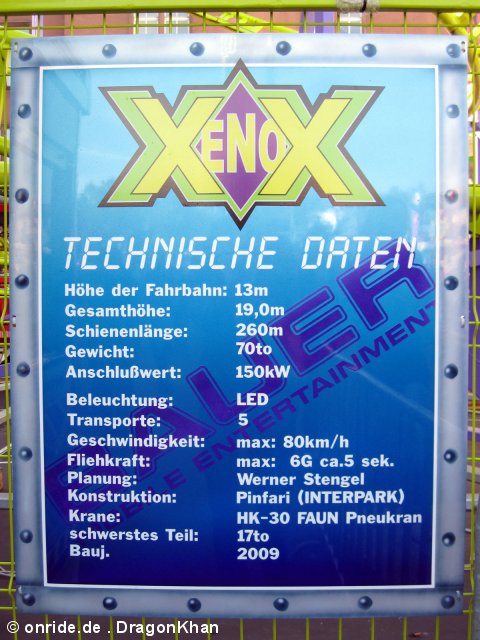 XENOX
TECHNISCHE DATEN
Höhe der Fahrbahn: 13m
Gesamthöhe: 19,0m
Schienenlänge: 260m
Gewicht: 70to
Anschlußwert: 150kW
Beleuchtung: LED
Transporte: 5
Geschwindigkeit: max: 80km/h
Fliehkraft: max: 6G ca.5 sek.
Planung: Werner Stengel
Konstruktion: Pinfari (INTERPARK)
Krane: HK-30 FAUN Pneukran
schwerstes Teil: 17to
Bauj. 2009
BAUER
ENTERTAINMENT
© onride.de . DragonKhan